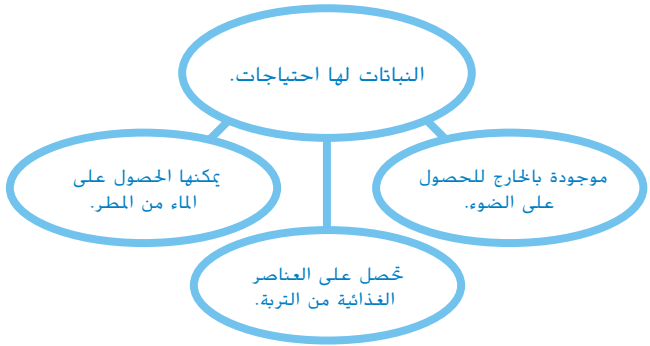 النباتات لها احتياجات.
موجودة بالخارج للحصول
على الضوء.
يمكنها الحصول على
الماء من المطر.
تحصل على العناصر
الغذائية من التربة.